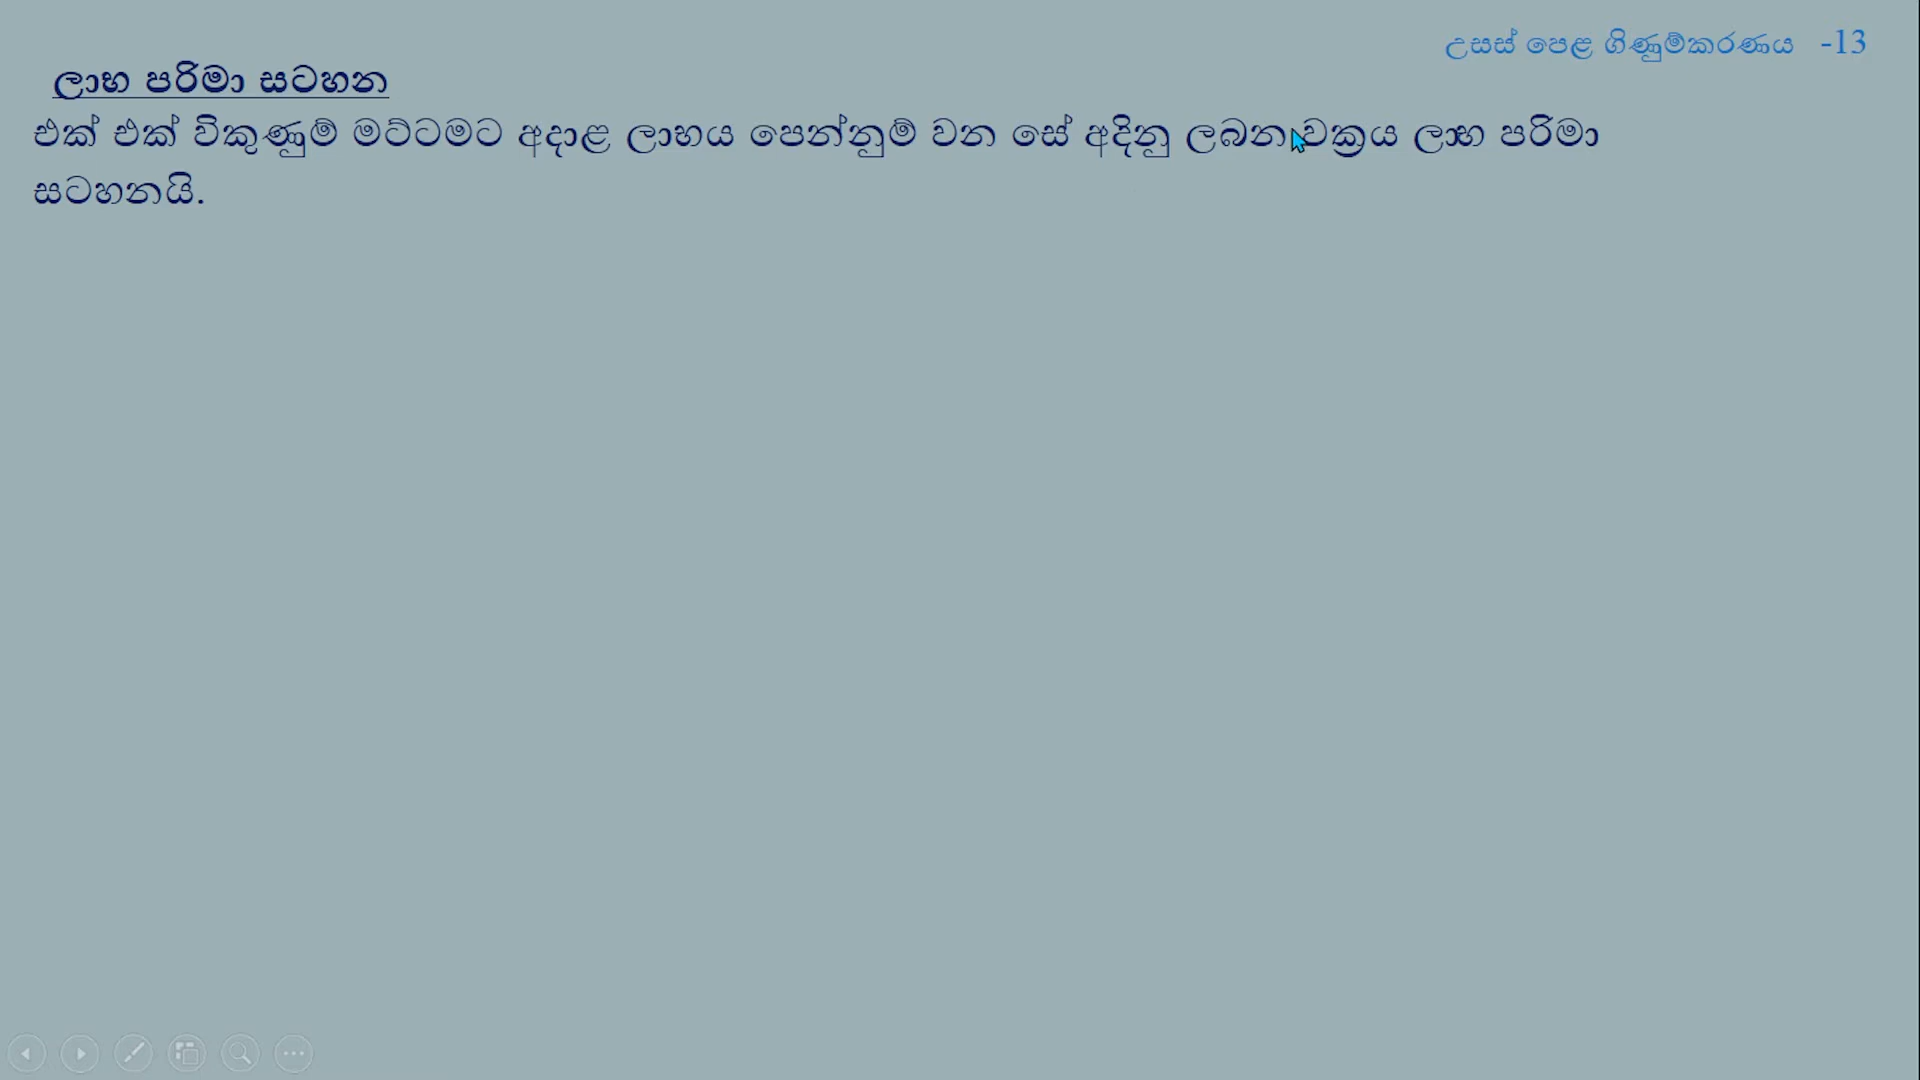 උසස් පෙළ ගිණුම්කරණය -13
ලාභ පරිමා සටහන
එක් එක් විකුණුම් මට්ටමට අදාළ ලාභය පෙන්නුම් වන සේ අදිනු ලබන වක්‍රය ලාභ පරිමා
සටහනයි.